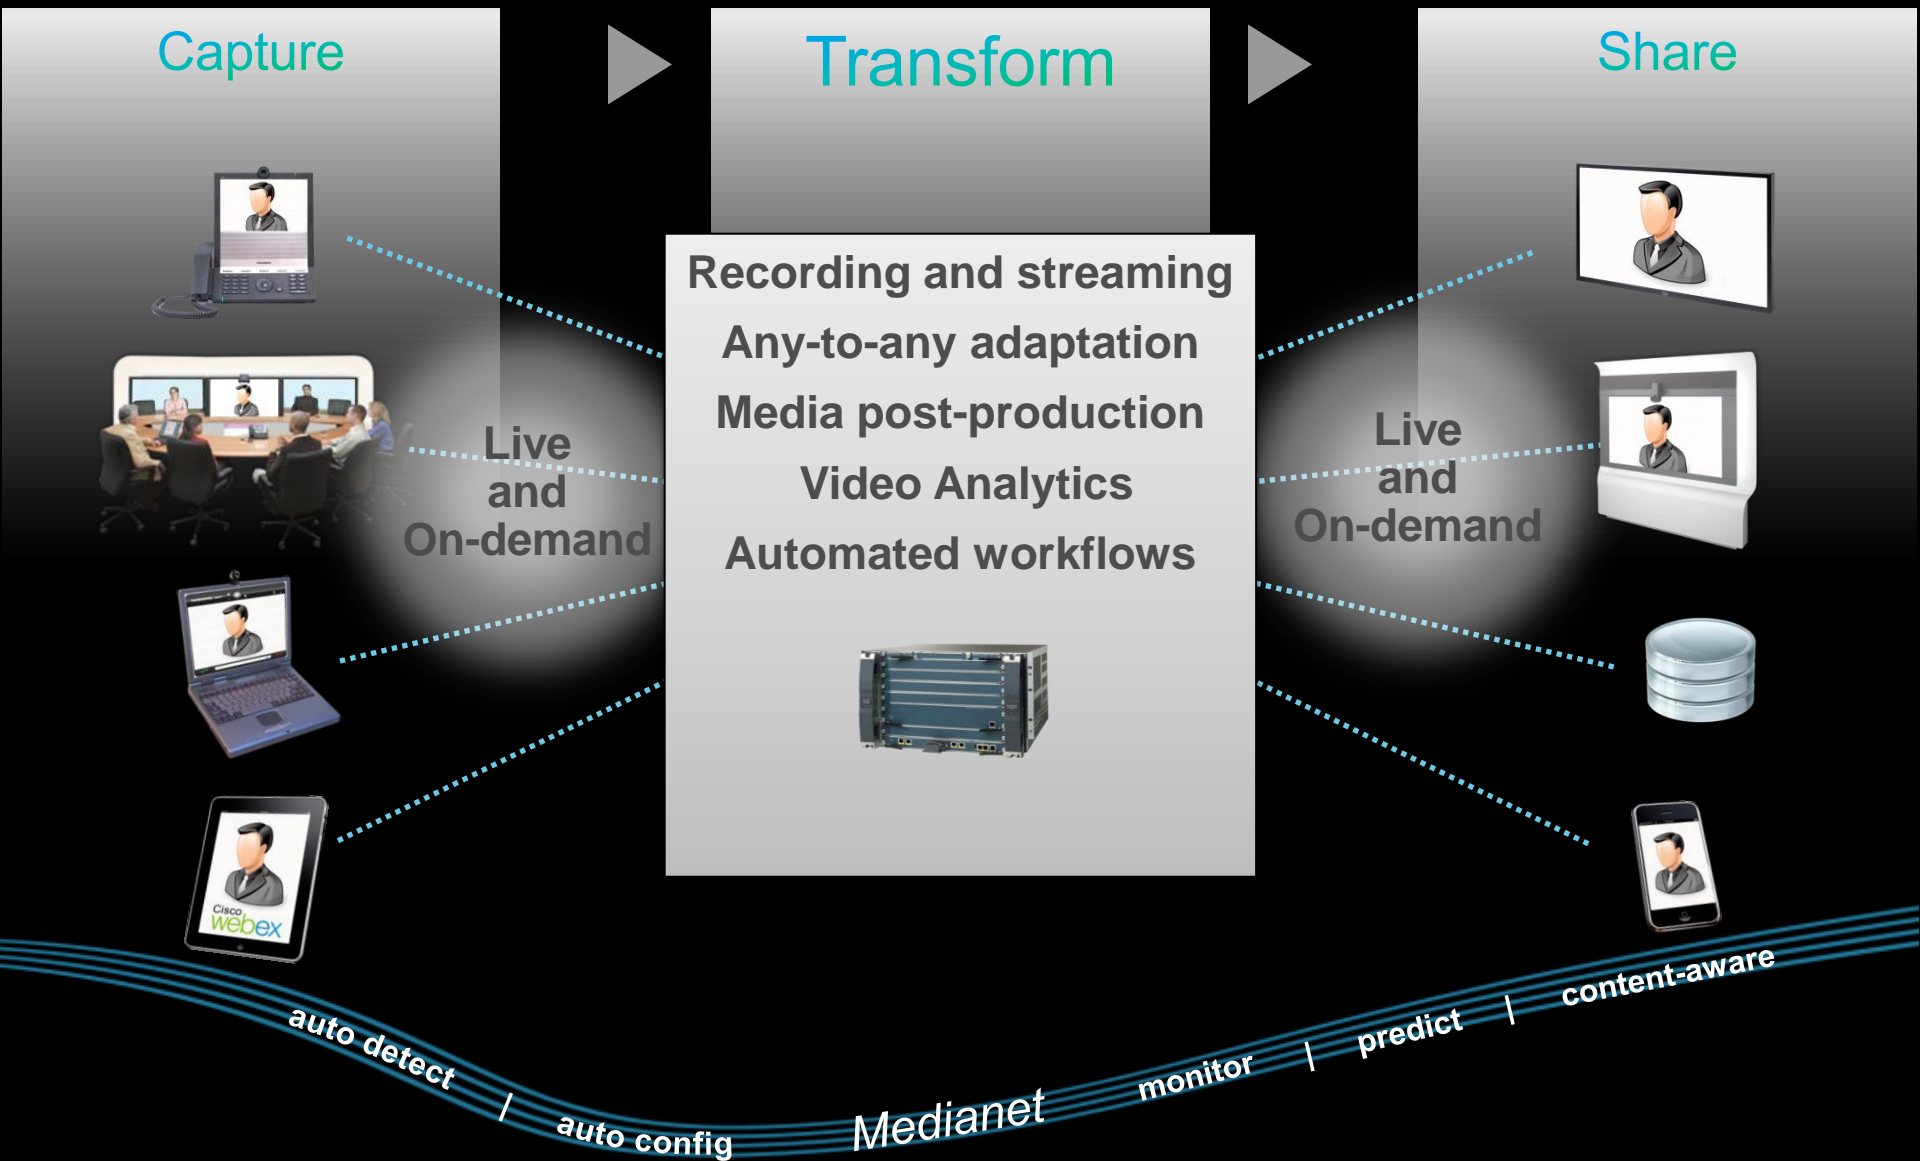 Capture
Transform
Share
Recording and streaming
Any-to-any adaptation
Media post-production
Video Analytics
Automated workflows
Live
and
On-demand
Live
and
On-demand
Cisco
webex
auto detect | auto config
Medianet
monitor | predict | content-aware